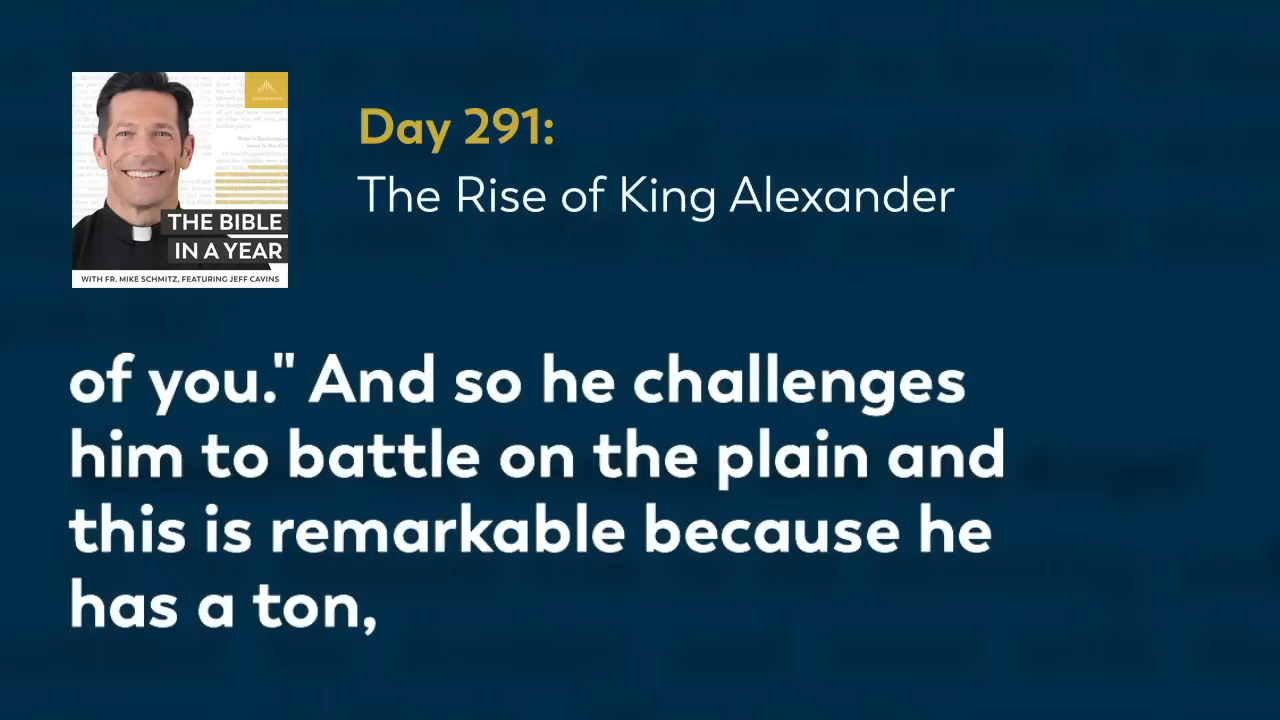 Day 291:
The Rise of King Alexander
THE BIBLE
IN A YEAR
WITH FR. MIKE SCHMITZ, FEATURING JEFF CAVINS
of you." And so he challenges
him to battle on the plain and
this is remarkable because he
has a ton,